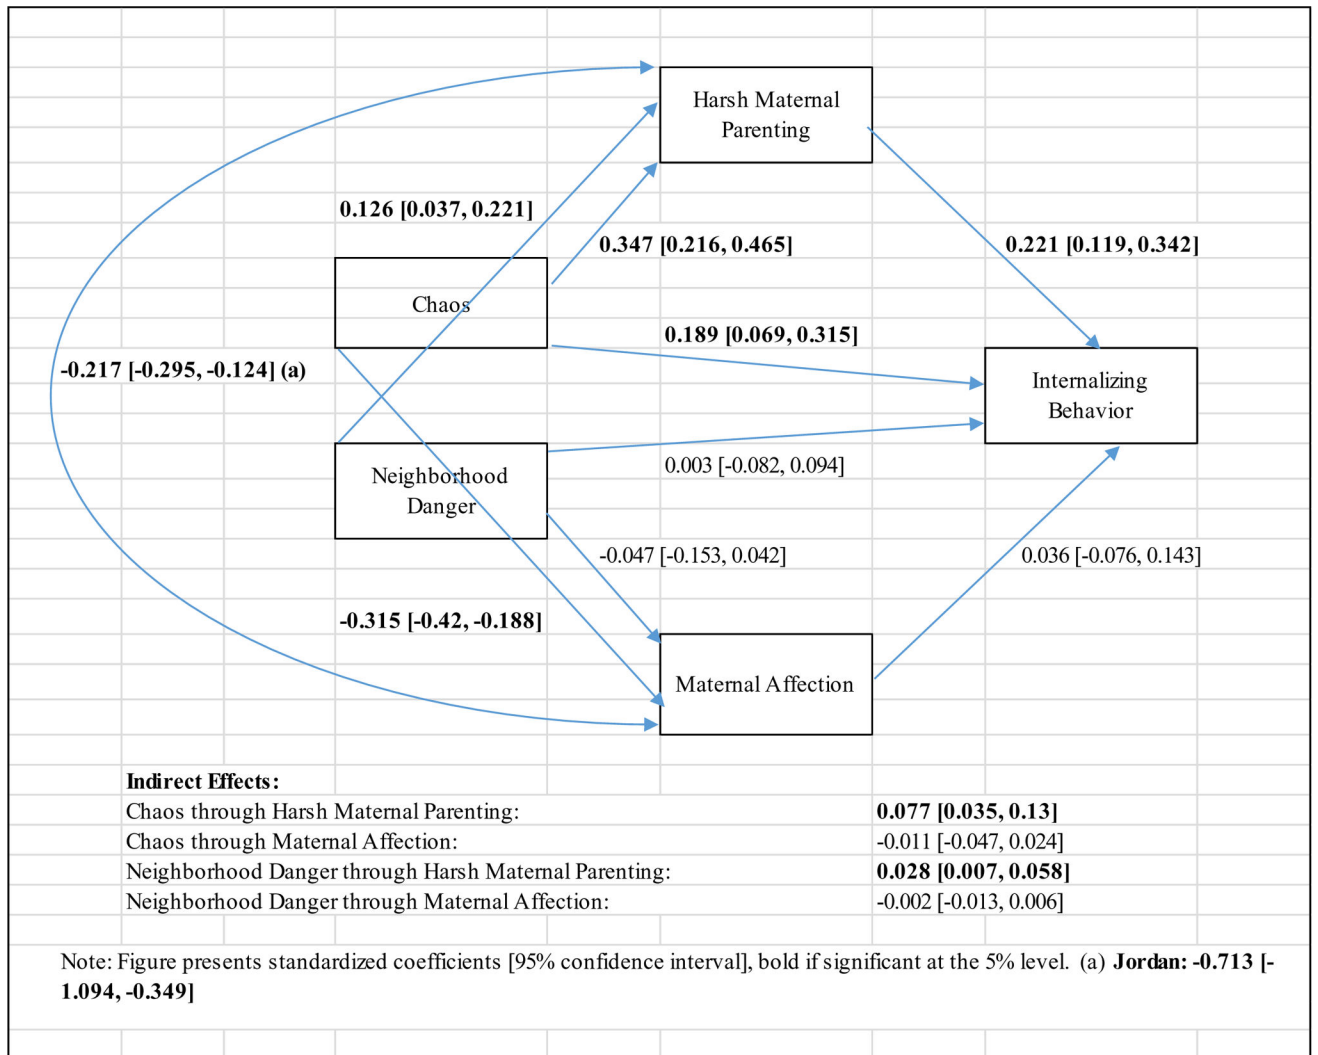 Harsh Maternal
Parenting
0.126 [0.037, 0.221]
0.347 [0.216, 0.465]
0.221 [0.119, 0.342]
Chaos
0.189 [0.069, 0.315]
-0.217 [-0.295, -0.124] (a)
Internalizing
Behavior
Neighborhood
Danger
0.003 [-0.082, 0.094]
-0.047 [-0.153, 0.042]
0.036 [-0.076, 0.143]
-0.315 [-0.42, -0.188]
Maternal Affection
Indirect Effects:
Chaos through Harsh Maternal Parenting: 0.077 [0.035, 0.13]
Chaos through Maternal Affection: -0.011 [-0.047, 0.024]
Neighborhood Danger through Harsh Maternal Parenting: 0.028 [0.007, 0.058]
Neighborhood Danger through Maternal Affection: -0.002 [-0.013, 0.006]
Note: Figure presents standardized coefficients [95% confidence interval], bold if significant at the 5% level. (a) Jordan: -0.713 [-
1.094, -0.349]